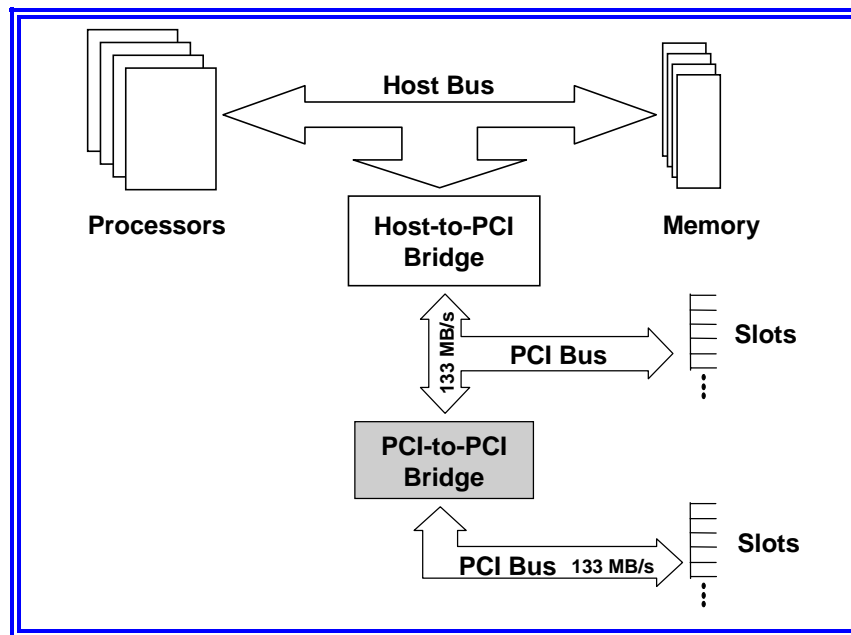 Host Bus
Processors
Memory
Host-to-PCI
Bridge
133 MB/s
PCI Bus
Slots
PCI-to-PCI
Bridge
PCI Bus 133 MB/s
Slots